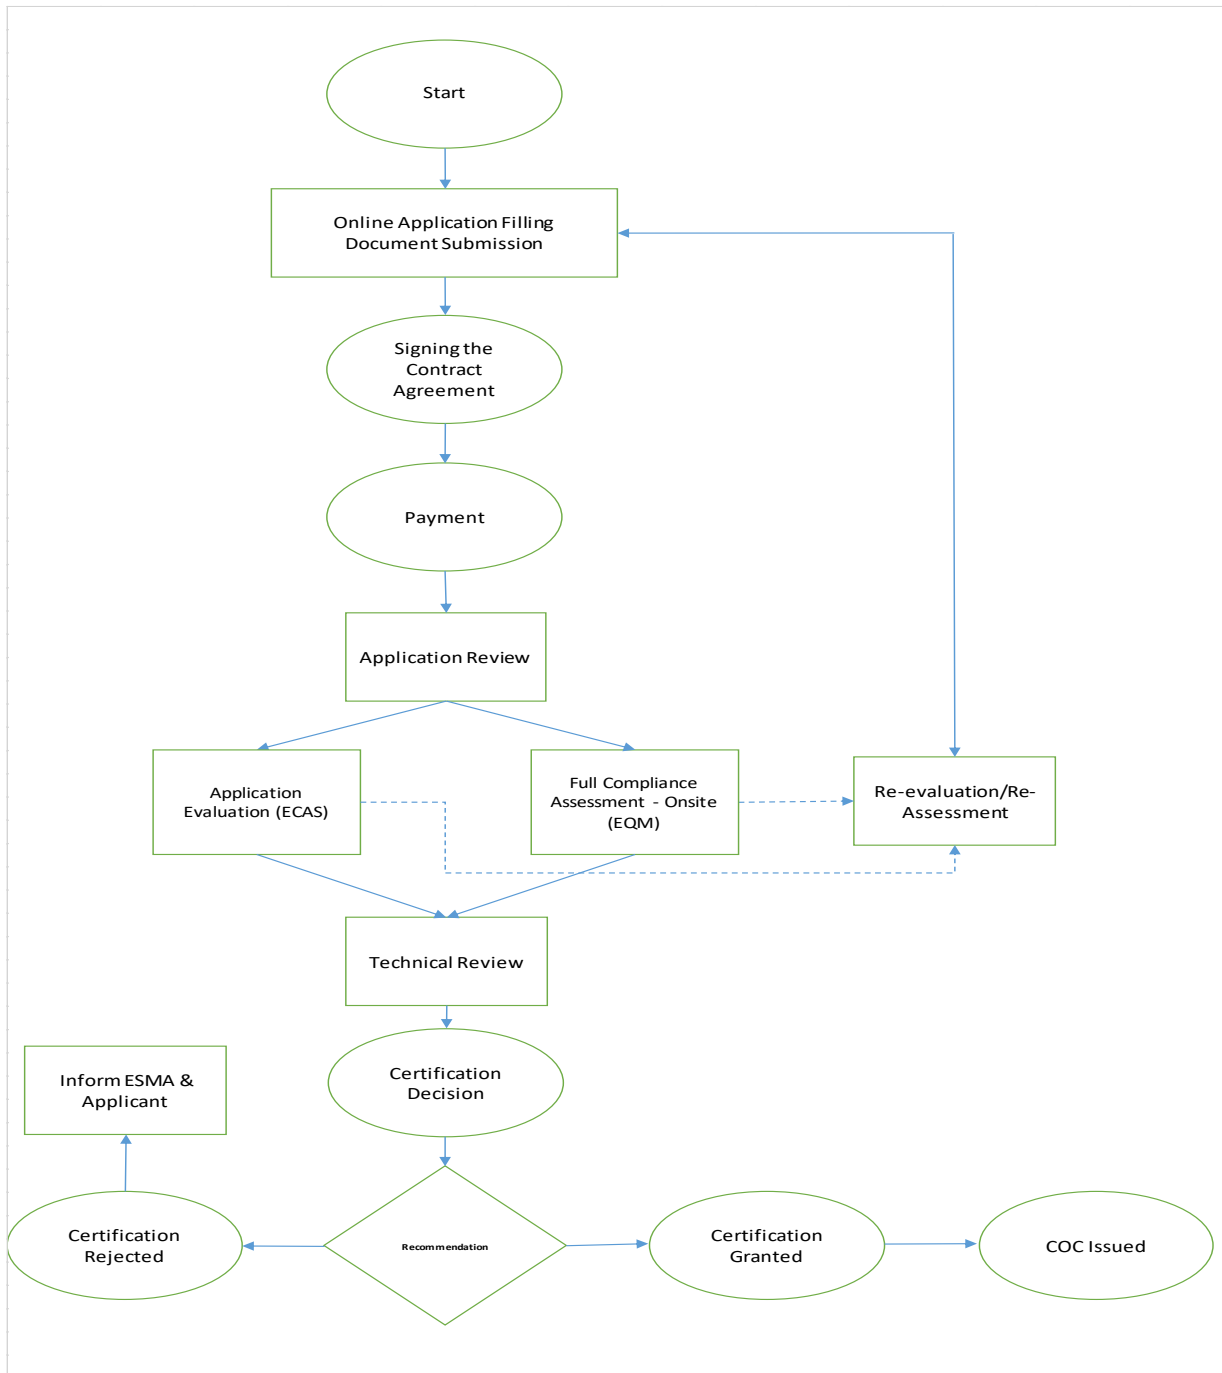 Start
Online Application Filling
Document Submission
Signing the
Contract
Agreement
Payment
Application Review
Application
Evaluation (ECAS)
Full Compliance
Assessment - Onsite
(EQM)
Re-evaluation/Re-
Assessment
Technical Review
Certification
Decision
Inform ESMA &
Applicant
Certification
Rejected
Recommendation
Certification
Granted
COC Issued